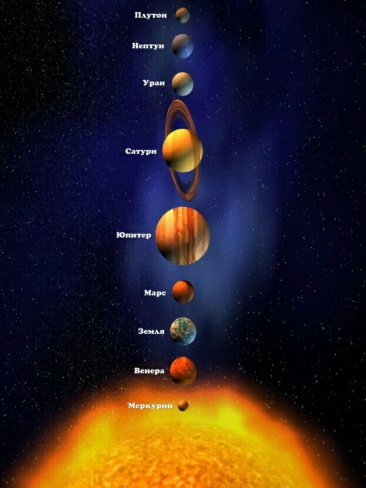 Плутон
Нептун
Уран
Сатурн
Юпитер
Марс
Земля
Венера
Меркурий